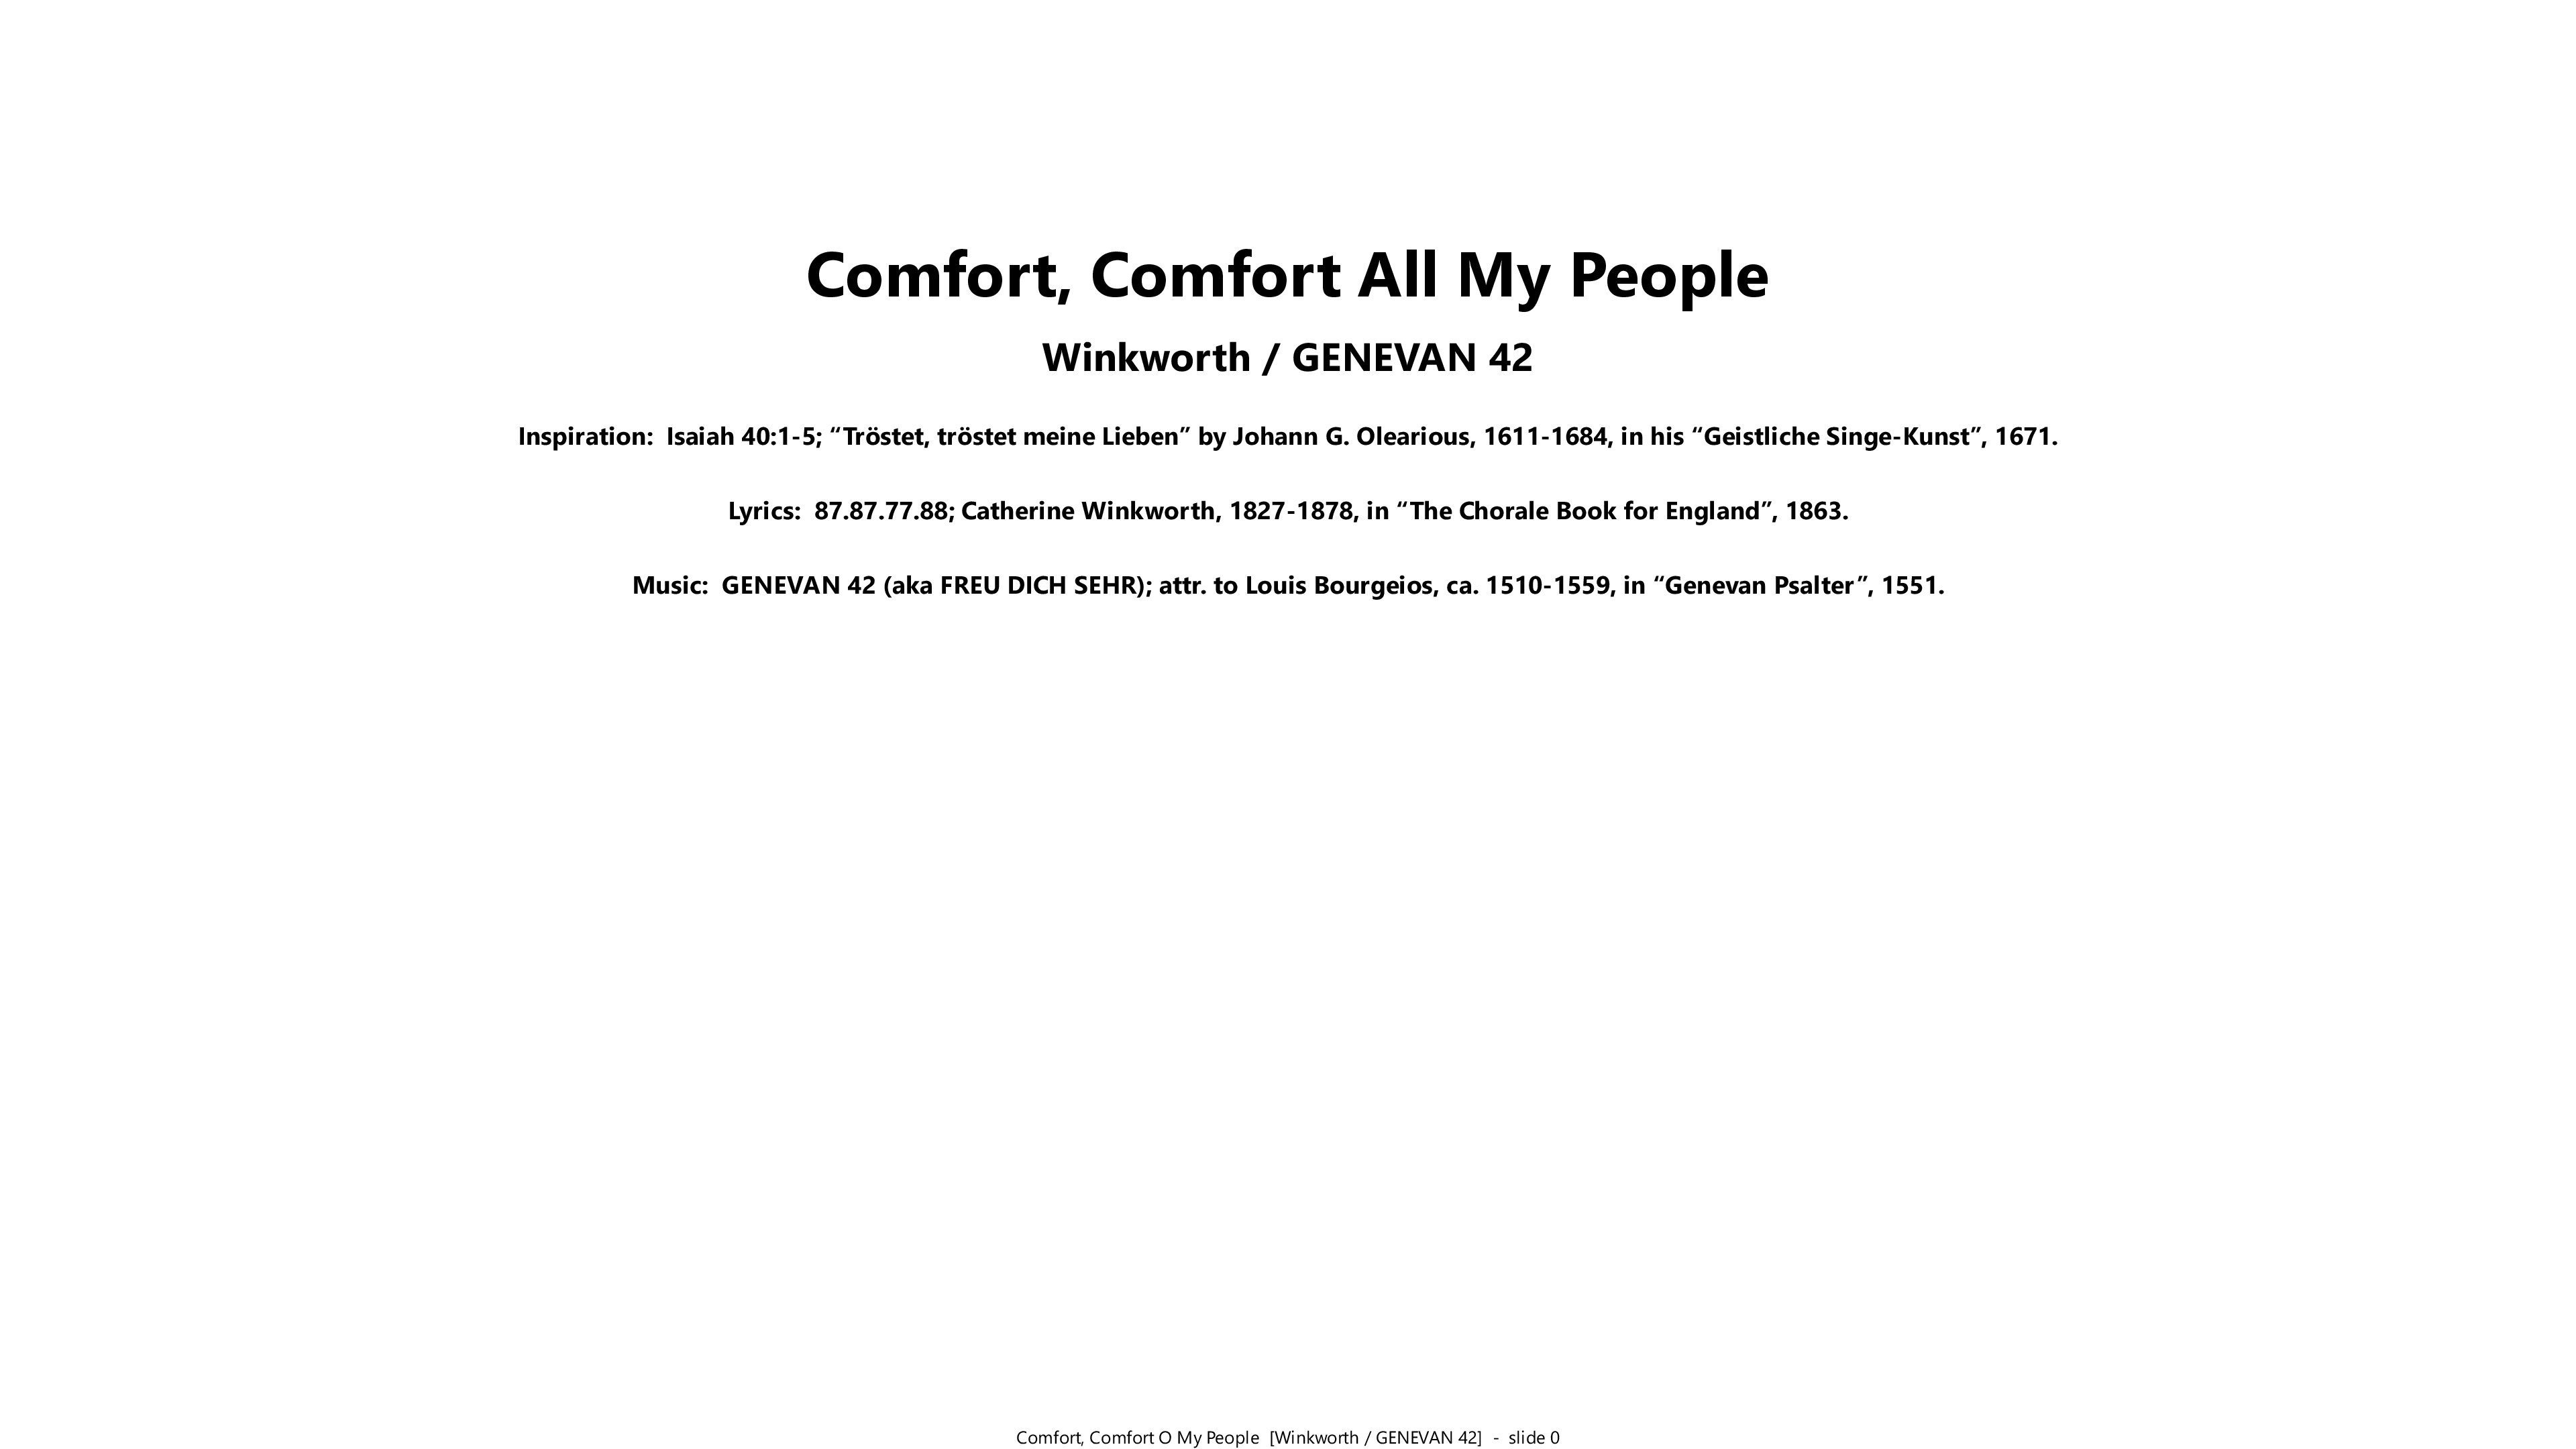 Comfort, Comfort All My People
Winkworth / GENEVAN 42
Inspiration:  Isaiah 40:1-5; “Tröstet, tröstet meine Lieben” by Johann G. Olearious, 1611-1684, in his “Geistliche Singe-Kunst”, 1671.
Lyrics:  87.87.77.88; Catherine Winkworth, 1827-1878, in “The Chorale Book for England”, 1863.
Music:  GENEVAN 42 (aka FREU DICH SEHR); attr. to Louis Bourgeios, ca. 1510-1559, in “Genevan Psalter”, 1551.
Comfort, Comfort O My People  [Winkworth / GENEVAN 42]  -  slide 0